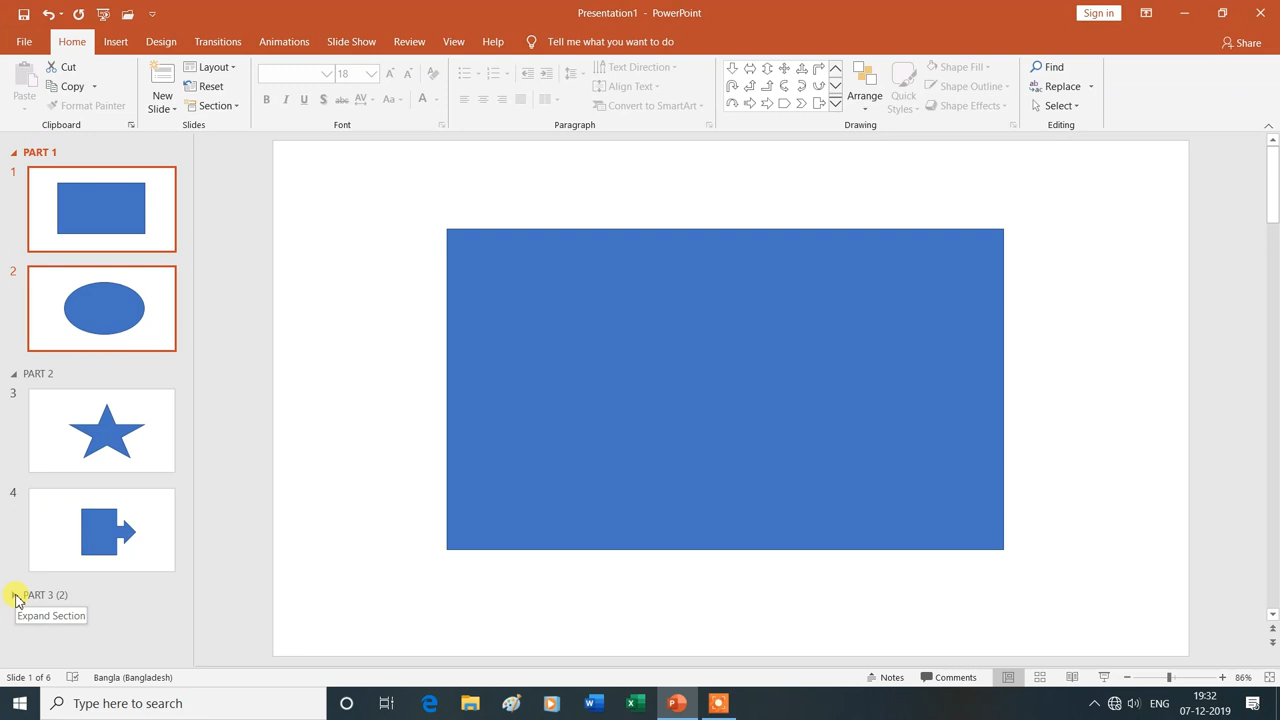 Presentation1 - PowerPoint
Sign in
File Home Insert Design Transitions Animations Slide Show Review View Help Tell me what you want to do
Share
Paste
Cut
Copy
Format Painter
Clipboard
New Slide
Layout
Reset
Section
Slides
18
B I U S abc AV Aa A
Font
Text Direction
Align Text
Convert to SmartArt
Paragraph
Arrange
Quick Styles
Shape Fill
Shape Outline
Shape Effects
Drawing
Find
Replace
Select
Editing
PART 1
1
2
PART 2
3
4
PART 3 (2)
Expand Section
Slide 1 of 6
Bangla (Bangladesh)
Notes
Comments
86%
Type here to search
ENG
19:32
07-12-2019